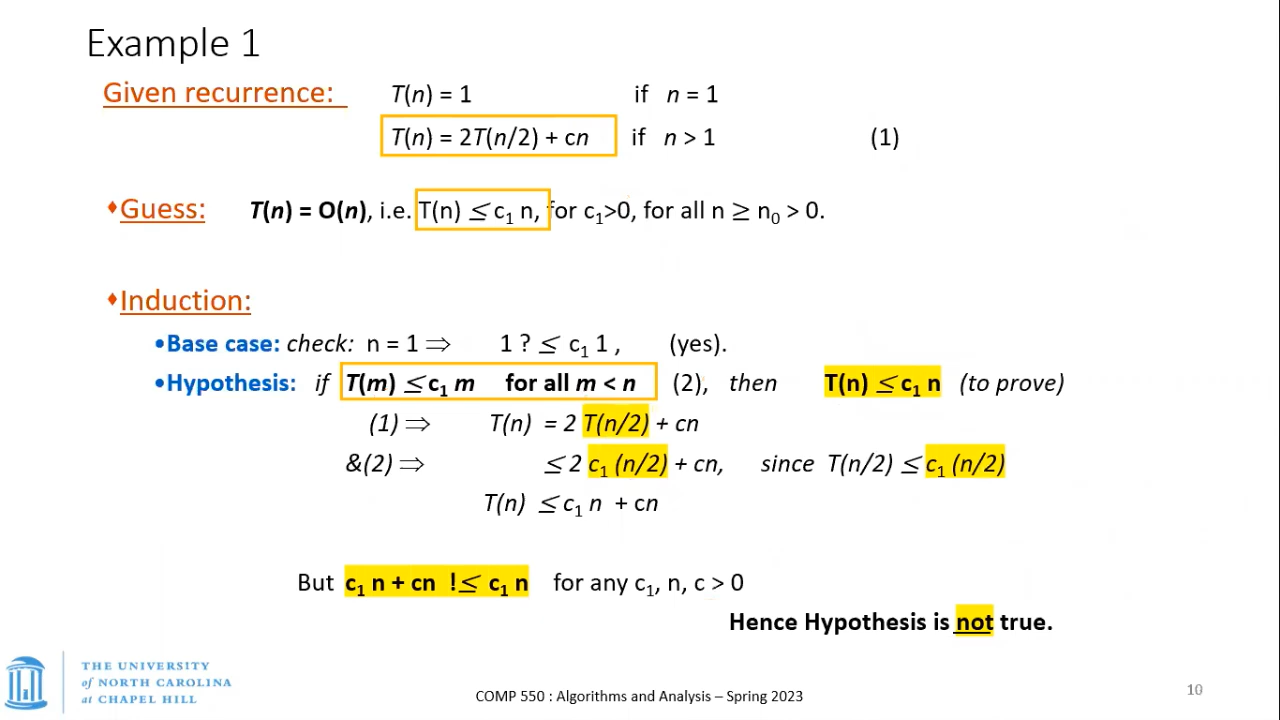 Example 1
Given recurrence: T(n) = 1 if n = 1
T(n) = 2T(n/2) + cn if n > 1 (1)
♦Guess: T(n) = O(n), i.e. T(n) ≤ c₁ n, for c₁>0, for all n ≥ n₀ > 0.
♦Induction:
•Base case: check: n = 1 ⇒ 1 ? ≤ c₁ 1 , (yes).
•Hypothesis: if T(m) ≤ c₁ m for all m < n (2), then T(n) ≤ c₁ n (to prove)
(1) ⇒ T(n) = 2 T(n/2) + cn
&(2) ⇒ ≤ 2 c₁ (n/2) + cn, since T(n/2) ≤ c₁ (n/2)
T(n) ≤ c₁ n + cn
But c₁ n + cn !≤ c₁ n for any c₁, n, c > 0
Hence Hypothesis is not true.
THE UNIVERSITY
of NORTH CAROLINA
at CHAPEL HILL
COMP 550 : Algorithms and Analysis – Spring 2023
10